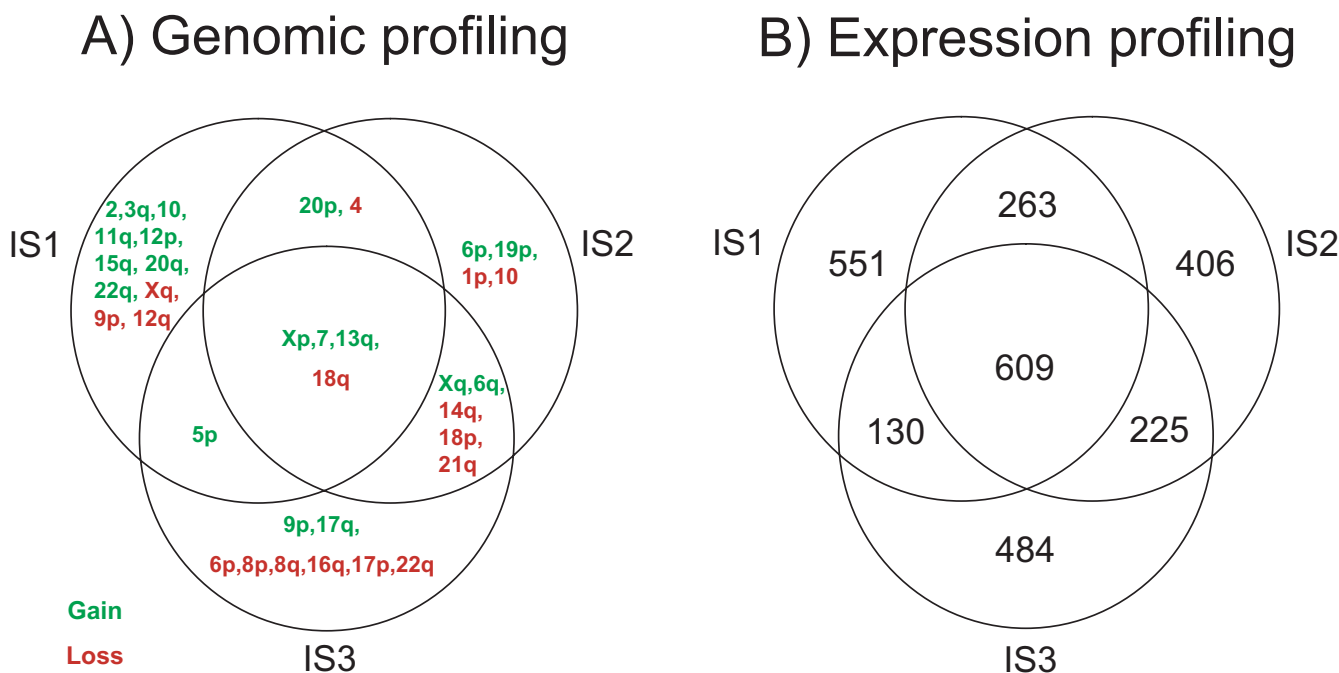 A) Genomic profiling
IS1
IS2
2,3q,10,
11q,12p,
15q, 20q,
22q, Xq,
9p, 12q
20p, 4
6p,19p,
1p,10
Xp,7,13q,
18q
Xq,6q,
14q,
18p,
21q
5p
9p,17q,
6p,8p,8q,16q,17p,22q
Gain
Loss
IS3
B) Expression profiling
IS1
IS2
263
551
406
609
130
225
484
IS3